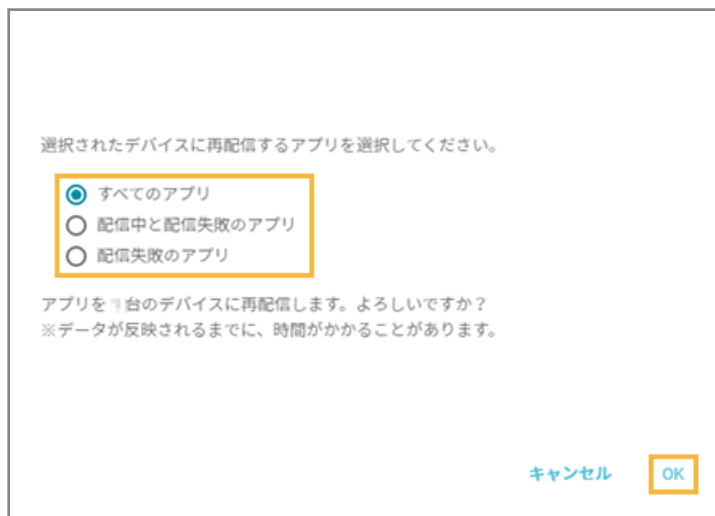 選択されたデバイスに再配信するアプリを選択してください。
すべてのアプリ
配信中と配信失敗のアプリ
配信失敗のアプリ
アプリを 台のデバイスに再配信します。よろしいですか？
※データが反映されるまでに、時間がかかることがあります。
キャンセル OK